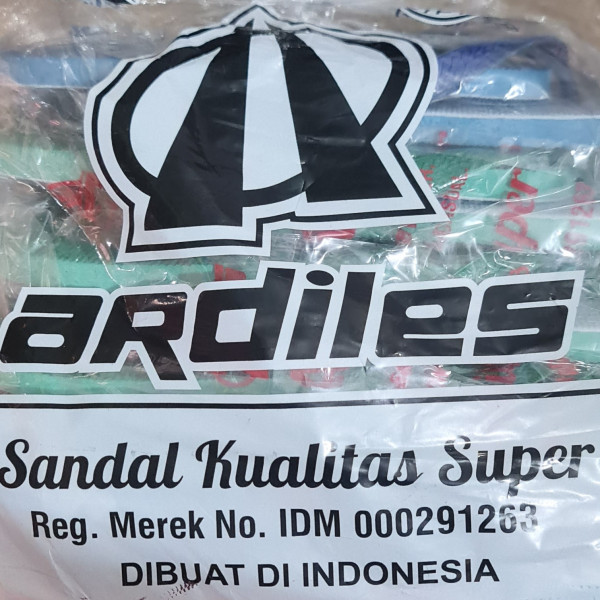 ARdiles
Sandal Kualitas Super
Reg. Merek No. IDM 000291263
DIBUAT DI INDONESIA